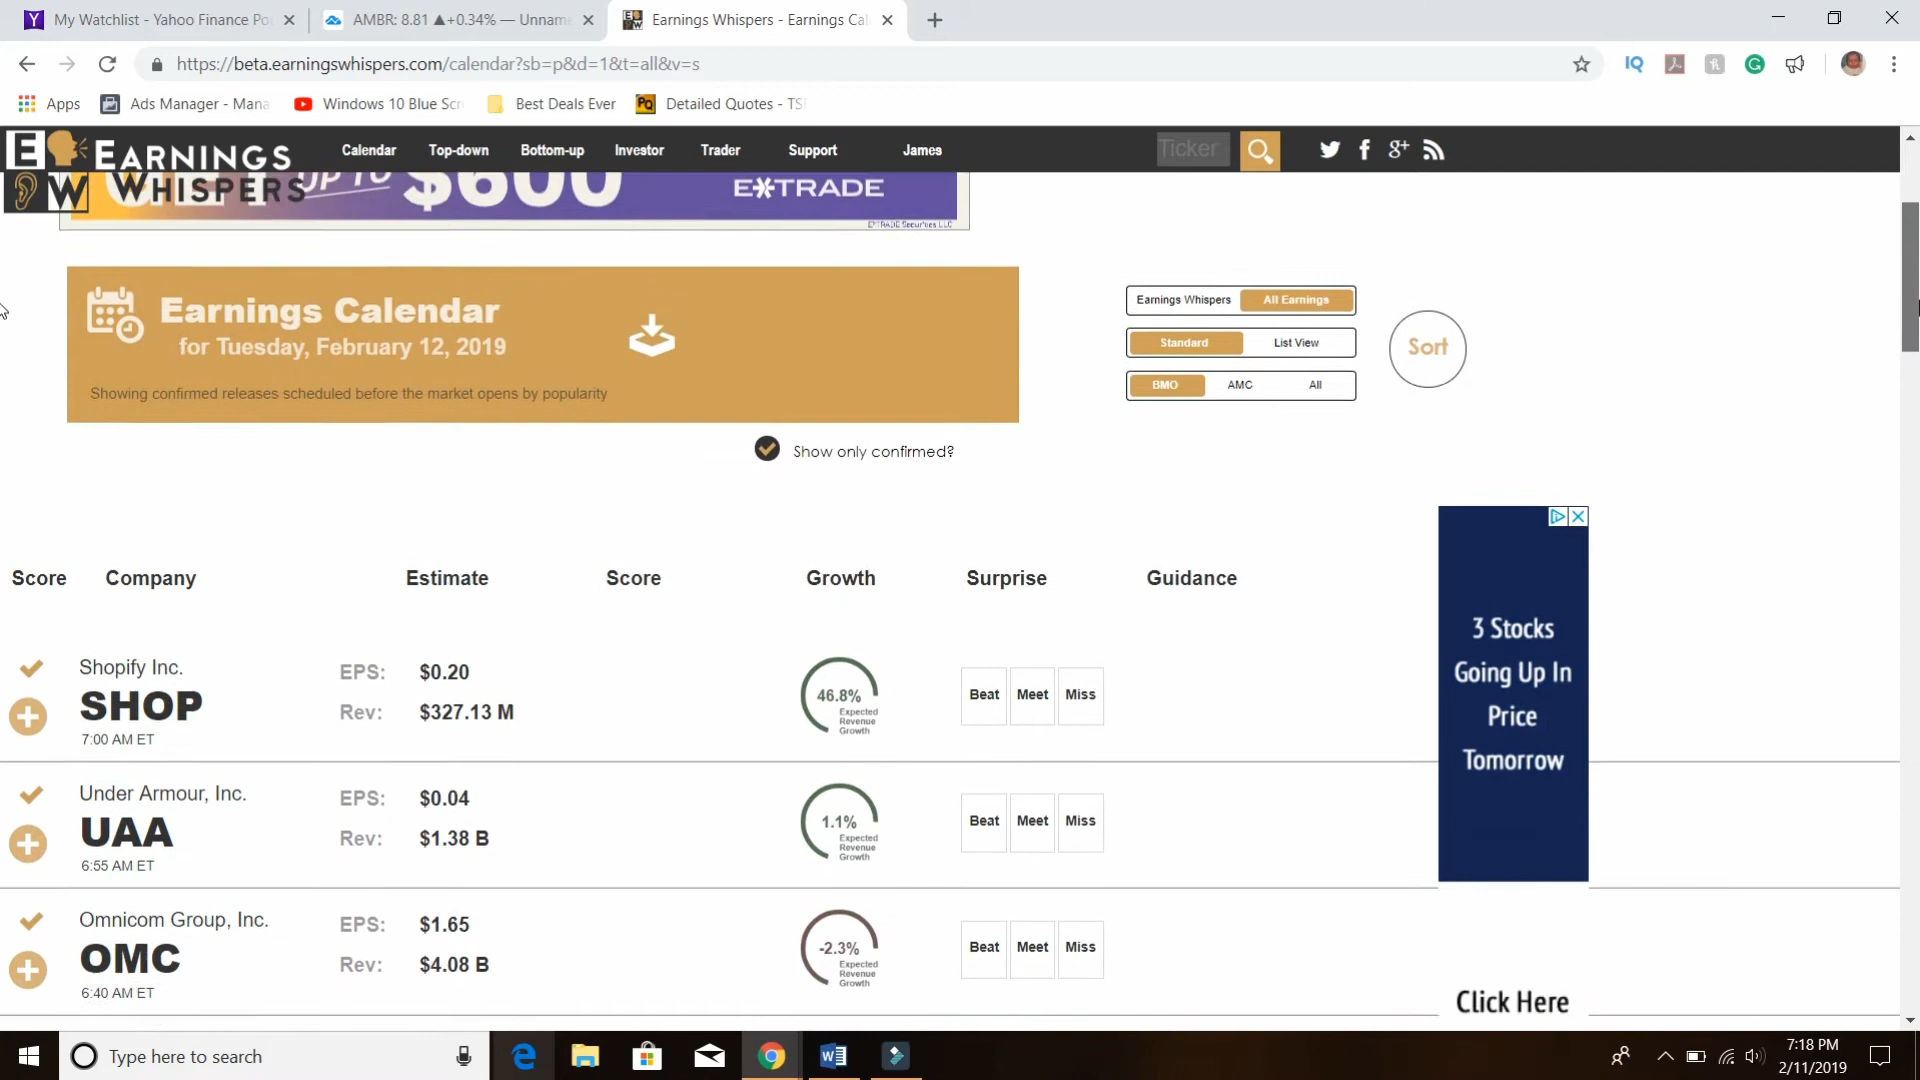 My Watchlist - Yahoo Finance Po
AMBR: 8.81 ▲+0.34% — Unnam
Earnings Whispers - Earnings Cal
https://beta.earningswhispers.com/calendar?sb=p&d=1&t=all&v=s
IQ
Apps
Ads Manager - Mana
Windows 10 Blue Scr
Best Deals Ever
PQ
Detailed Quotes - TS
EARNINGS
WHISPERS
Calendar
Top-down
Bottom-up
Investor
Trader
Support
James
Ticker
UP TO
$600
E*TRADE
E*TRADE Securities LLC
Earnings Calendar
for Tuesday, February 12, 2019
Showing confirmed releases scheduled before the market opens by popularity
Earnings Whispers
All Earnings
Standard
List View
BMO
AMC
All
Sort
Show only confirmed?
Score
Company
Estimate
Score
Growth
Surprise
Guidance
Shopify Inc.
SHOP
7:00 AM ET
EPS: $0.20
Rev: $327.13 M
46.8%
Expected
Revenue
Growth
Beat
Meet
Miss
Under Armour, Inc.
UAA
6:55 AM ET
EPS: $0.04
Rev: $1.38 B
1.1%
Expected
Revenue
Growth
Beat
Meet
Miss
Omnicom Group, Inc.
OMC
6:40 AM ET
EPS: $1.65
Rev: $4.08 B
-2.3%
Expected
Revenue
Growth
Beat
Meet
Miss
3 Stocks
Going Up In
Price
Tomorrow
Click Here
Type here to search
7:18 PM
2/11/2019